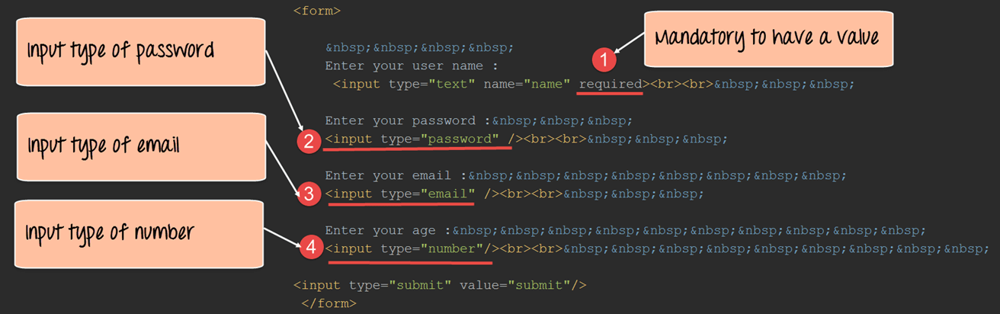 <form>
Input type of password
Mandatory to have a value
&nbsp;&nbsp;&nbsp;&nbsp;
1
Enter your user name :
<input type="text" name="name" required><br><br>&nbsp;&nbsp;&nbsp;
Enter your password :&nbsp;&nbsp;&nbsp;
2
<input type="password" /><br><br>&nbsp;&nbsp;&nbsp;
Input type of email
Enter your email :&nbsp;&nbsp;&nbsp;&nbsp;&nbsp;&nbsp;&nbsp;&nbsp;
3
<input type="email" /><br><br>&nbsp;&nbsp;&nbsp;
Input type of number
Enter your age :&nbsp;&nbsp;&nbsp;&nbsp;&nbsp;&nbsp;&nbsp;&nbsp;&nbsp;&nbsp;
4
<input type="number"/><br><br>&nbsp;&nbsp;&nbsp;&nbsp;&nbsp;&nbsp;&nbsp;&nbsp;&nbsp;
<input type="submit" value="submit"/>
</form>